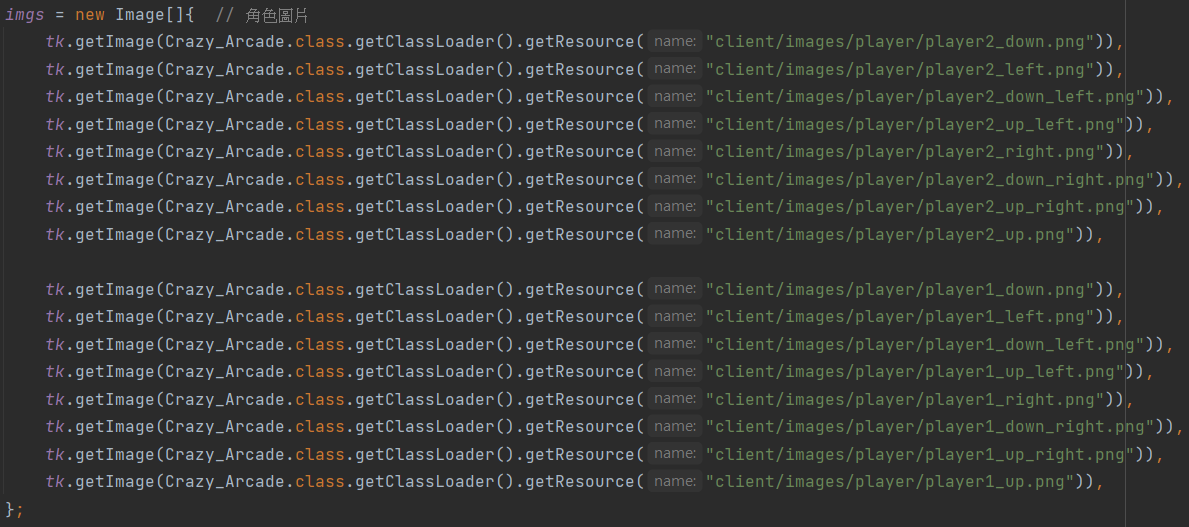 imgs = new Image[]{  // 角色圖片
    tk.getImage(Crazy_Arcade.class.getClassLoader().getResource( name: "client/images/player/player2_down.png")),
    tk.getImage(Crazy_Arcade.class.getClassLoader().getResource( name: "client/images/player/player2_left.png")),
    tk.getImage(Crazy_Arcade.class.getClassLoader().getResource( name: "client/images/player/player2_down_left.png")),
    tk.getImage(Crazy_Arcade.class.getClassLoader().getResource( name: "client/images/player/player2_up_left.png")),
    tk.getImage(Crazy_Arcade.class.getClassLoader().getResource( name: "client/images/player/player2_right.png")),
    tk.getImage(Crazy_Arcade.class.getClassLoader().getResource( name: "client/images/player/player2_down_right.png")),
    tk.getImage(Crazy_Arcade.class.getClassLoader().getResource( name: "client/images/player/player2_up_right.png")),
    tk.getImage(Crazy_Arcade.class.getClassLoader().getResource( name: "client/images/player/player2_up.png")),

    tk.getImage(Crazy_Arcade.class.getClassLoader().getResource( name: "client/images/player/player1_down.png")),
    tk.getImage(Crazy_Arcade.class.getClassLoader().getResource( name: "client/images/player/player1_left.png")),
    tk.getImage(Crazy_Arcade.class.getClassLoader().getResource( name: "client/images/player/player1_down_left.png")),
    tk.getImage(Crazy_Arcade.class.getClassLoader().getResource( name: "client/images/player/player1_up_left.png")),
    tk.getImage(Crazy_Arcade.class.getClassLoader().getResource( name: "client/images/player/player1_right.png")),
    tk.getImage(Crazy_Arcade.class.getClassLoader().getResource( name: "client/images/player/player1_down_right.png")),
    tk.getImage(Crazy_Arcade.class.getClassLoader().getResource( name: "client/images/player/player1_up_right.png")),
    tk.getImage(Crazy_Arcade.class.getClassLoader().getResource( name: "client/images/player/player1_up.png")),
};